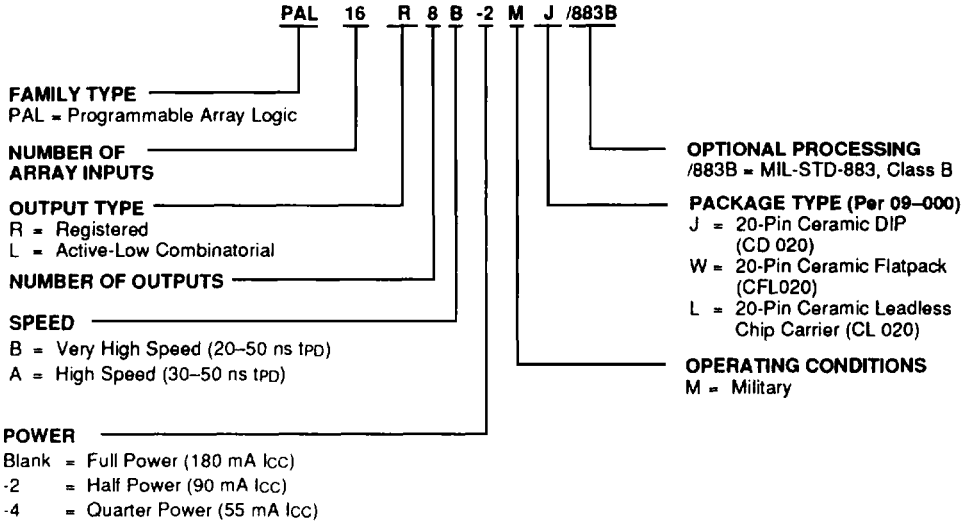 PAL 16 R 8 B -2 M J /883B
FAMILY TYPE
PAL = Programmable Array Logic
NUMBER OF
ARRAY INPUTS
OUTPUT TYPE
R = Registered
L = Active-Low Combinatorial
NUMBER OF OUTPUTS
SPEED
B = Very High Speed (20–50 ns tPD)
A = High Speed (30–50 ns tPD)
POWER
Blank = Full Power (180 mA ICC)
-2 = Half Power (90 mA ICC)
-4 = Quarter Power (55 mA ICC)
OPTIONAL PROCESSING
/883B = MIL-STD-883, Class B
PACKAGE TYPE (Per 09–000)
J = 20-Pin Ceramic DIP
(CD 020)
W = 20-Pin Ceramic Flatpack
(CFL020)
L = 20-Pin Ceramic Leadless
Chip Carrier (CL 020)
OPERATING CONDITIONS
M = Military